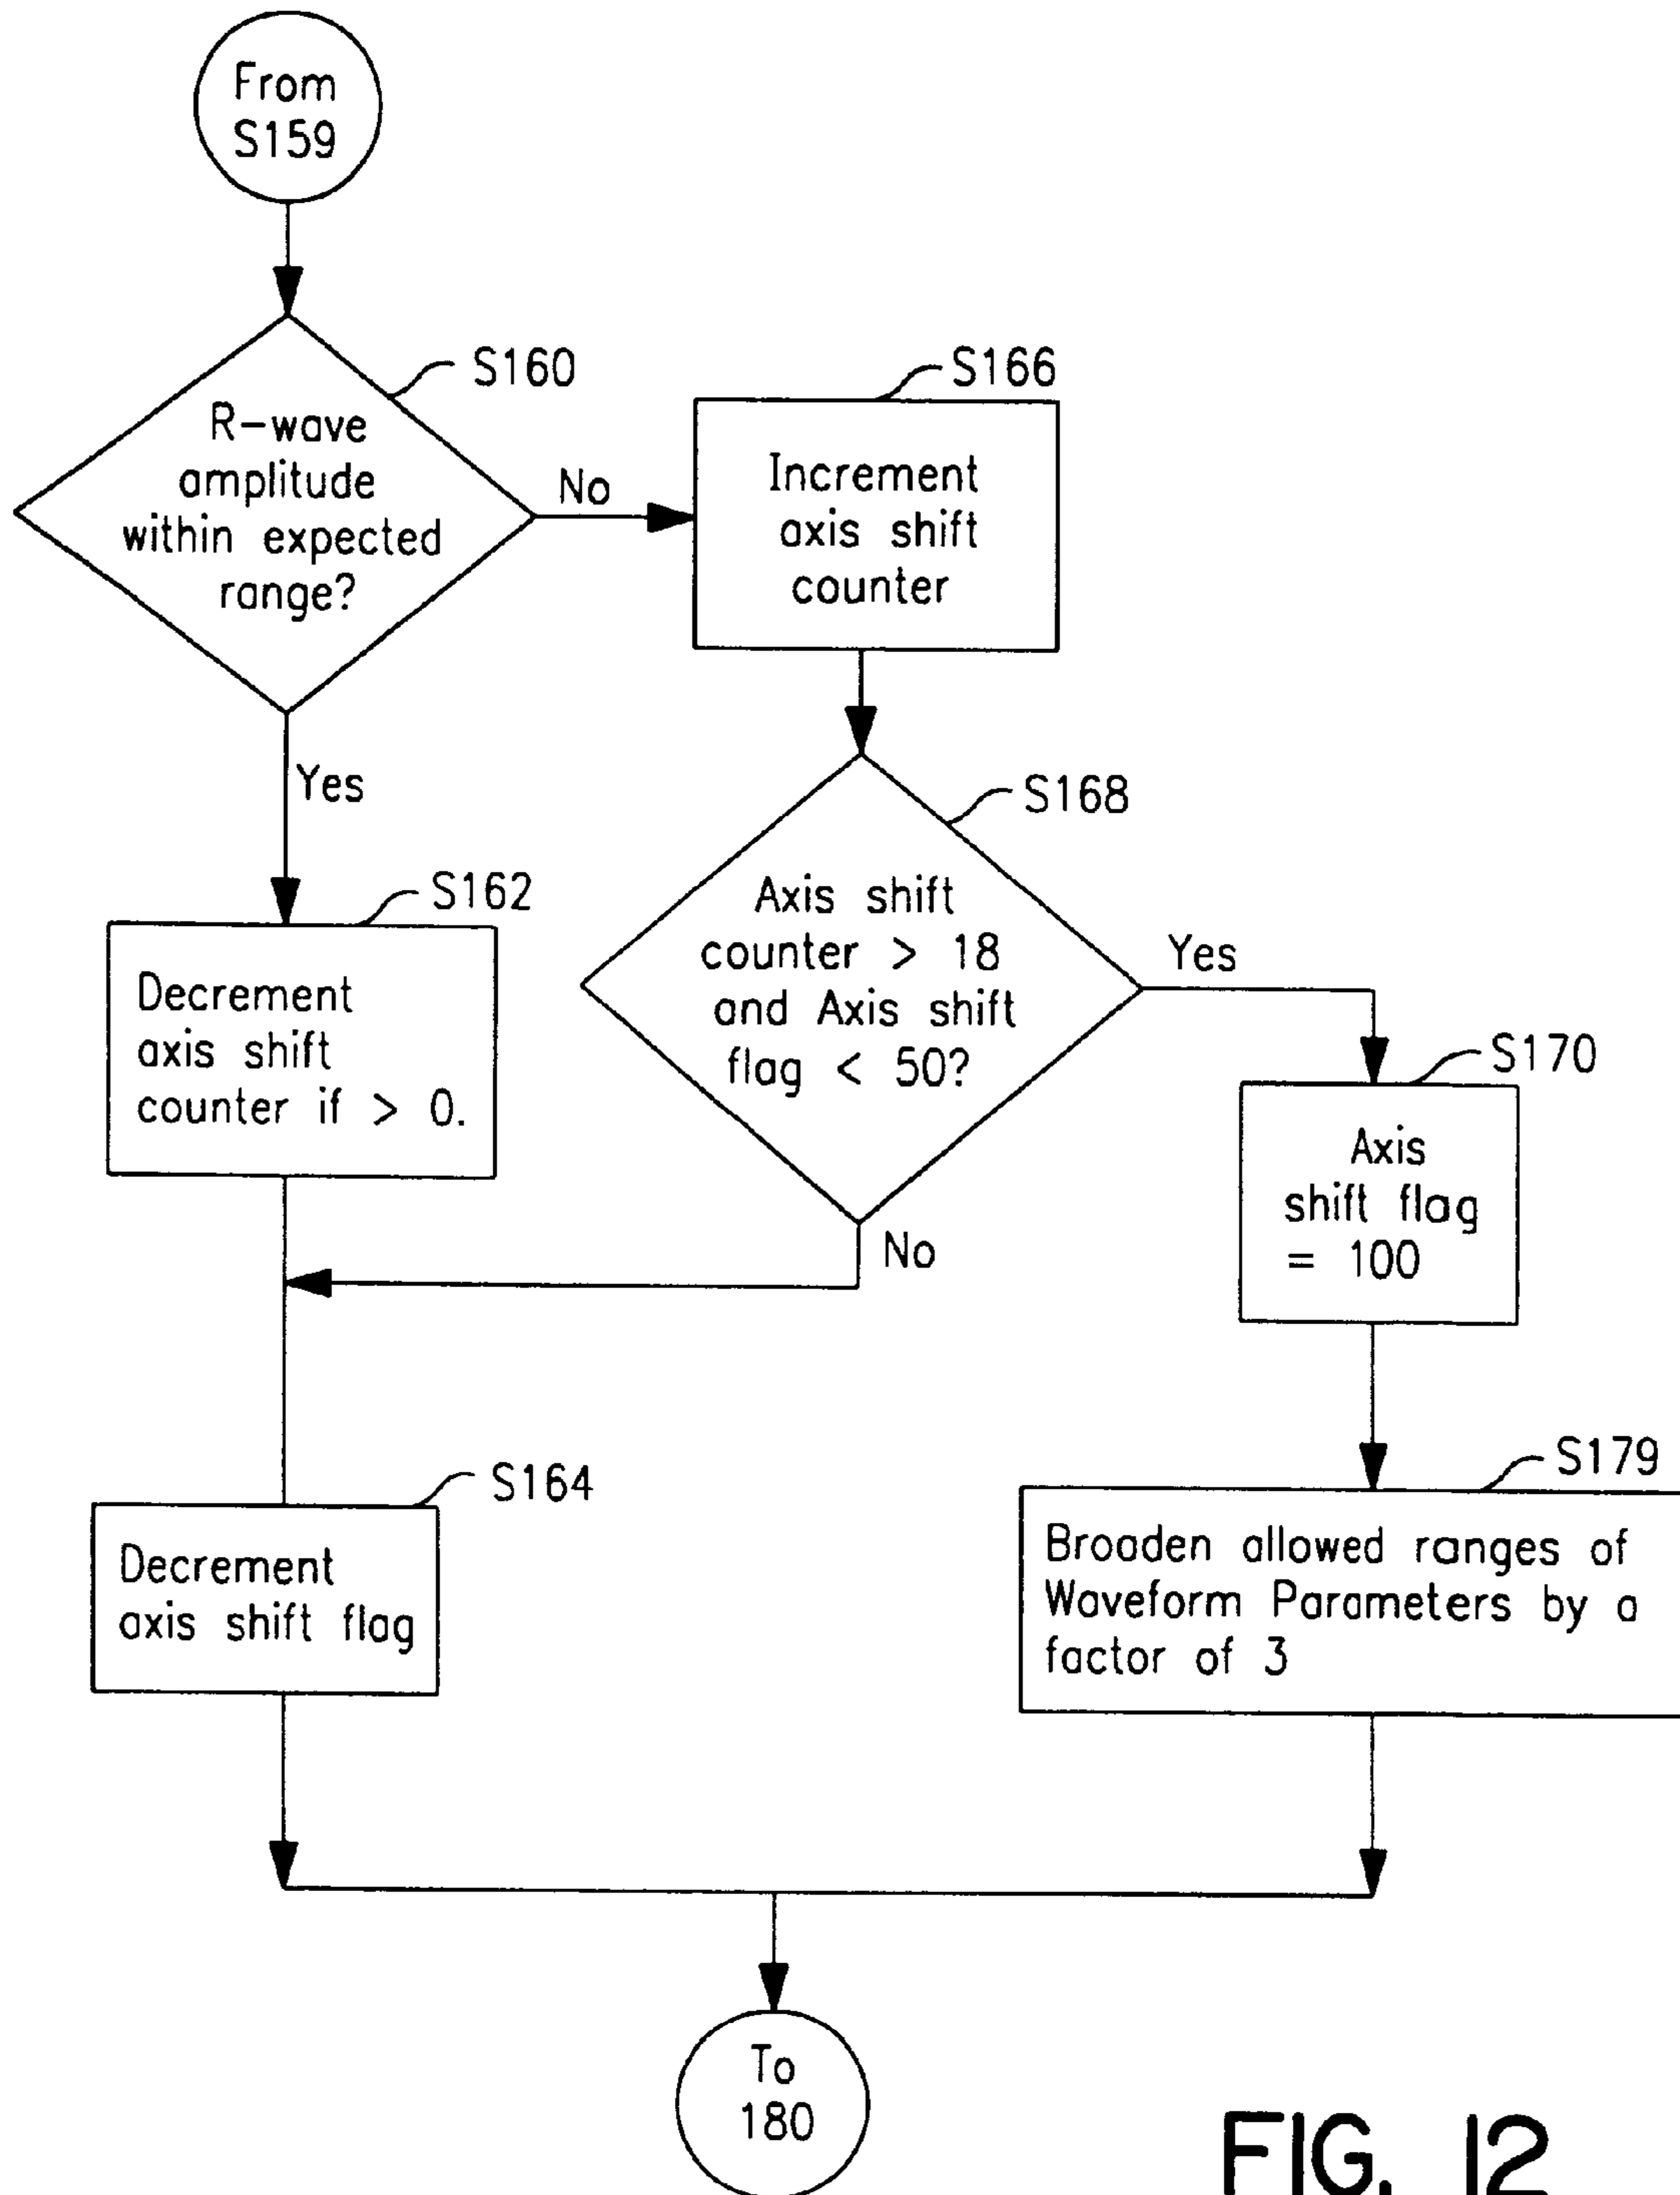 From
S159
S160
R-wave
amplitude
within expected
range?
No
S166
Increment
axis shift
counter
Yes
S168
Axis shift
counter > 18
and Axis shift
flag < 50?
Yes
No
S162
Decrement
axis shift
counter if > 0.
S170
Axis
shift flag
= 100
S164
Decrement
axis shift flag
S179
Broaden allowed ranges of
Waveform Parameters by a
factor of 3
To
180
FIG. 12